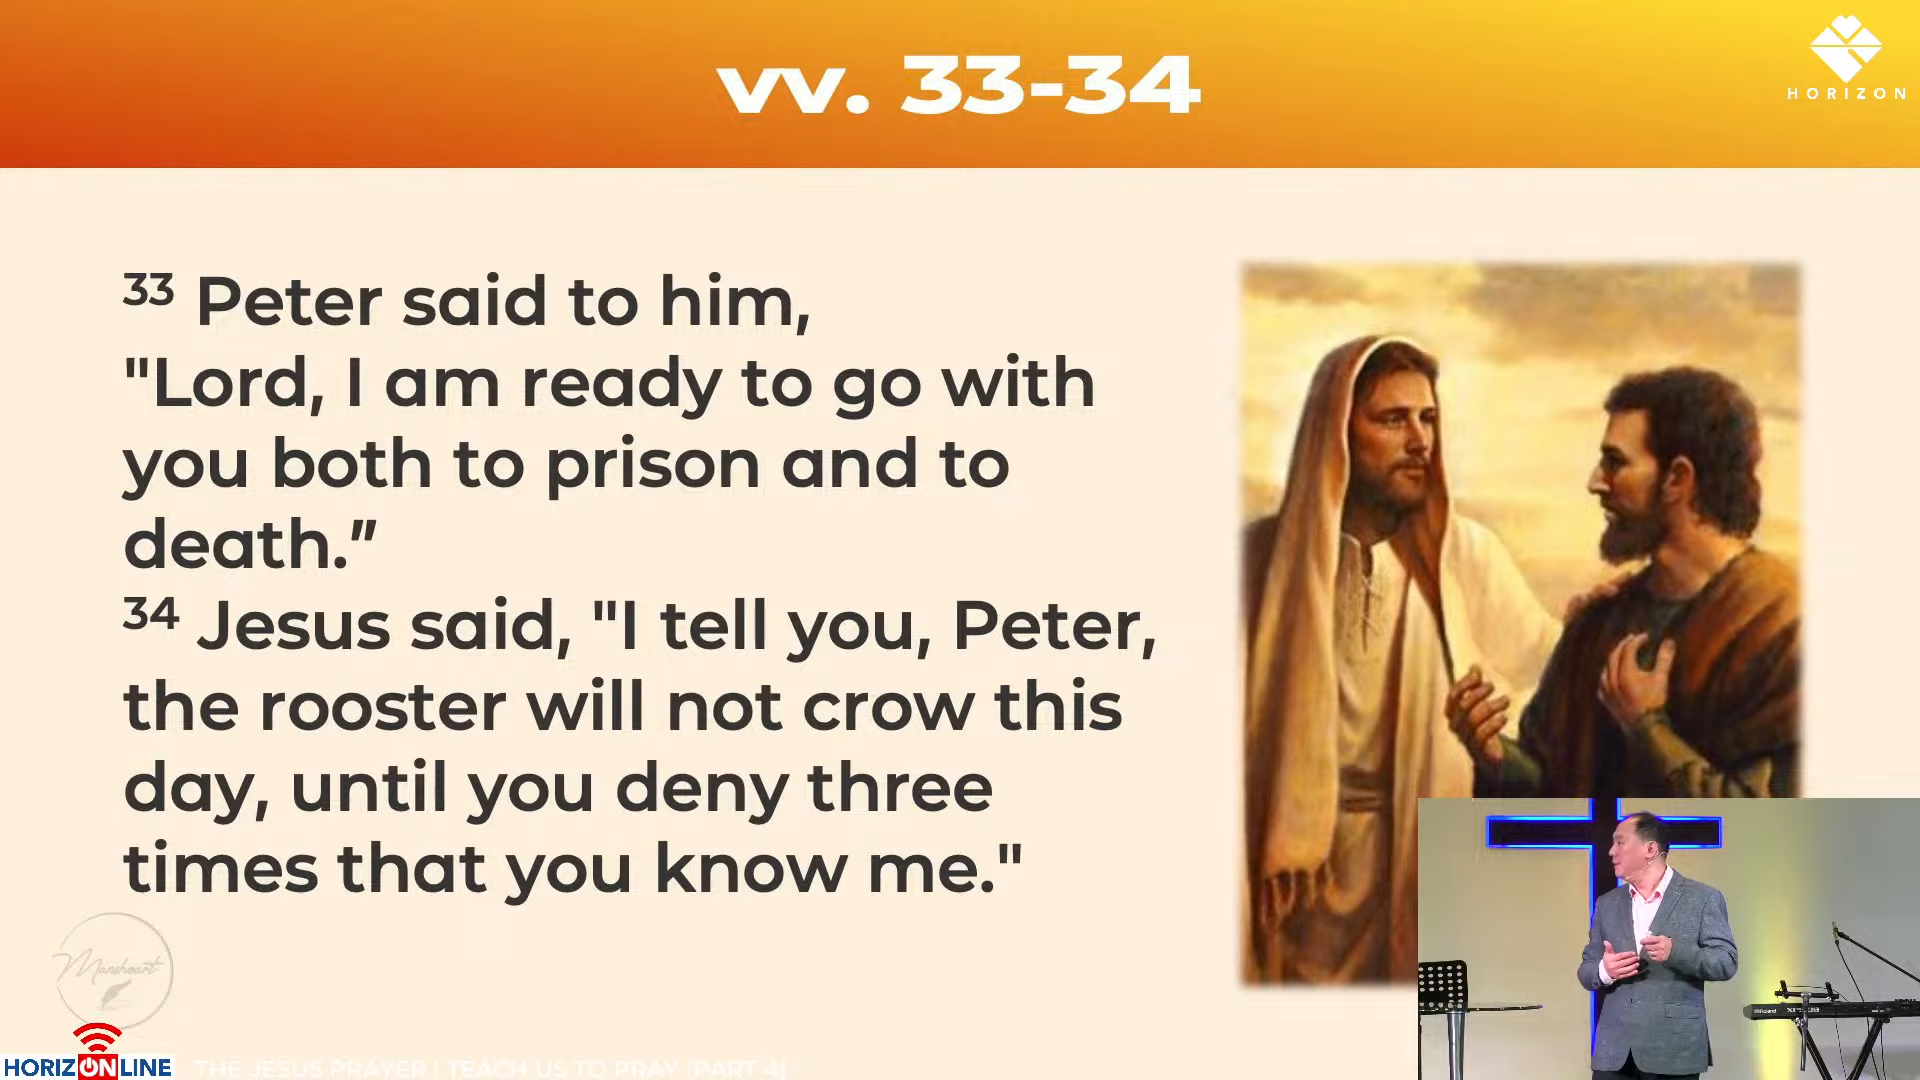 vv. 33-34
HORIZON
33 Peter said to him,
"Lord, I am ready to go with
you both to prison and to
death.”
34 Jesus said, "I tell you, Peter,
the rooster will not crow this
day, until you deny three
times that you know me."
Mansheart
HORIZONLINE
THE JESUS PRAYER | TEACH US TO PRAY (PART 4)
Roland